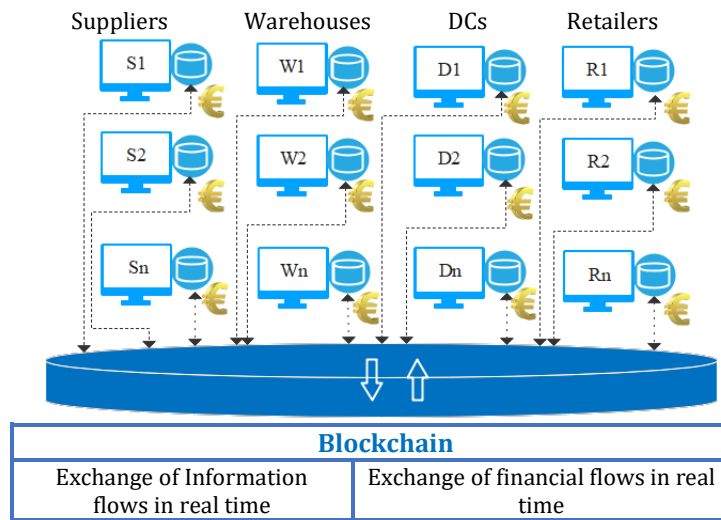 Suppliers Warehouses DCs Retailers
S1 W1 D1 R1
S2 W2 D2 R2
Sn Wn Dn Rn
Blockchain
Exchange of Information
flows in real time
Exchange of financial flows in real
time